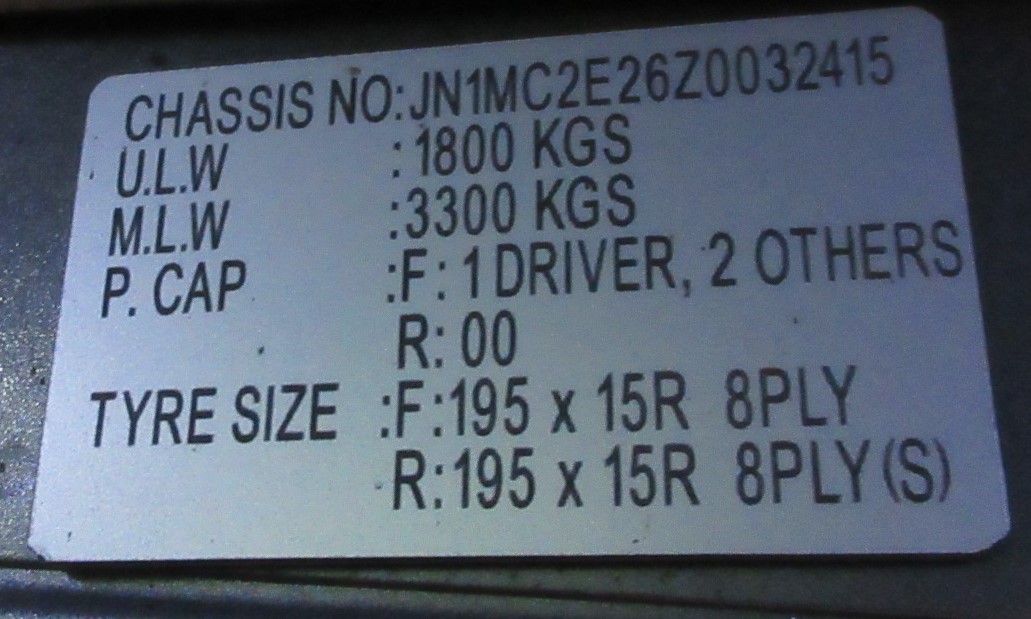 CHASSIS NO:JN1MC2E26Z0032415
U.L.W :1800 KGS
M.L.W :3300 KGS
P. CAP :F: 1 DRIVER, 2 OTHERS
R: 00
TYRE SIZE :F:195 x 15R 8PLY
R:195 x 15R 8PLY(S)